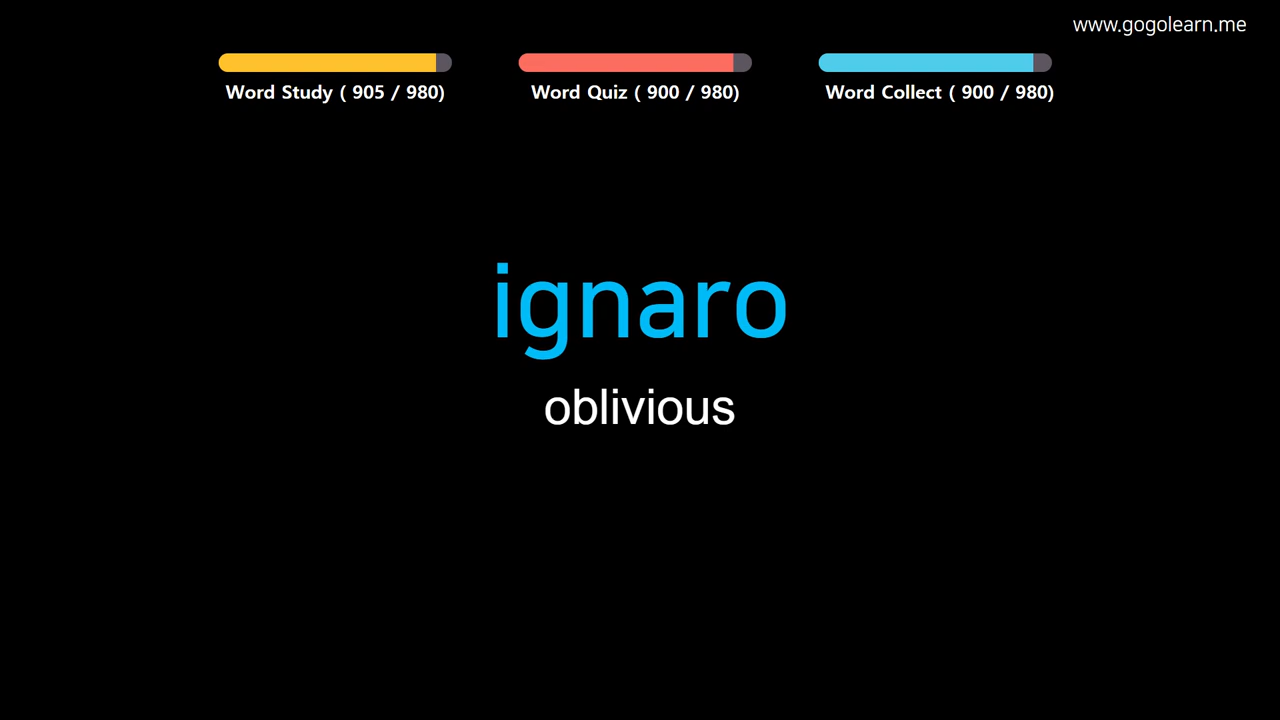 www.gogolearn.me
Word Study ( 905 / 980)
Word Quiz ( 900 / 980)
Word Collect ( 900 / 980)
ignaro
oblivious